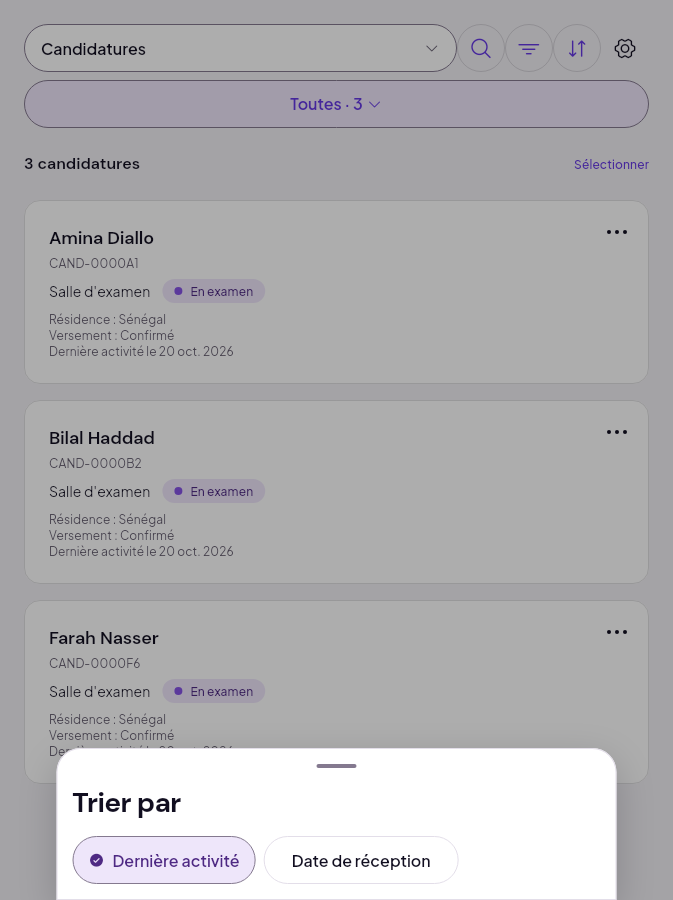 Candidatures
Toutes · 3
3 candidatures
Sélectionner
Amina Diallo
CAND-0000A1
Salle d'examen
En examen
Résidence : Sénégal
Versement : Confirmé
Dernière activité le 20 oct. 2026
Bilal Haddad
CAND-0000B2
Salle d'examen
En examen
Résidence : Sénégal
Versement : Confirmé
Dernière activité le 20 oct. 2026
Farah Nasser
CAND-0000F6
Salle d'examen
En examen
Résidence : Sénégal
Versement : Confirmé
Trier par
Dernière activité
Date de réception